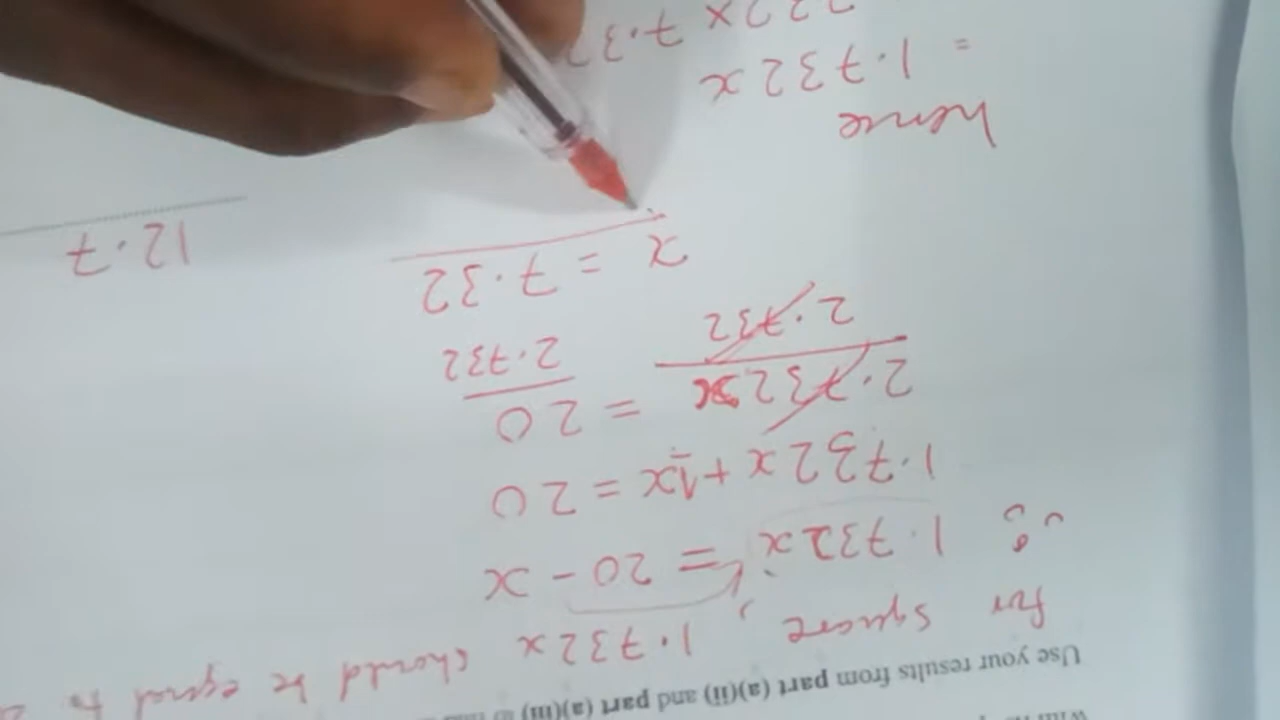 Use your results from part (a)(ii) and part (a)(iii) to
for square, 1.732x should be equal to
∴ 1.732x = 20 - x
1.732x + 1x = 20
2.732x = 20
2.732 2.732
x = 7.32
12.7
hence
= 1.732x